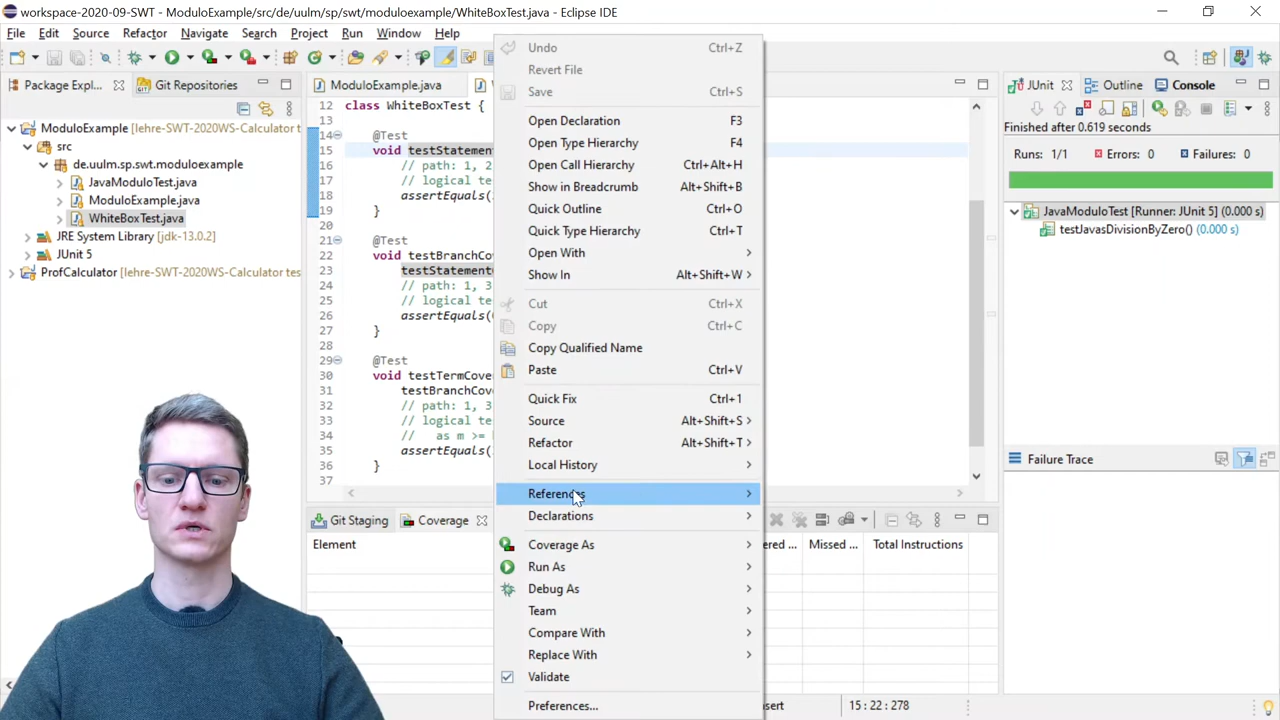 workspace-2020-09-SWT - ModuloExample/src/de/uulm/sp/swt/moduloexample/WhiteBoxTest.java - Eclipse IDE
File Edit Source Refactor Navigate Search Project Run Window Help
Package Expl...
Git Repositories
ModuloExample (lehre-SWT-2020WS-Calculator t
src
de.uulm.sp.swt.moduloexample
JavaModuloTest.java
ModuloExample.java
WhiteBoxTest.java
JRE System Library [jdk-13.0.2]
JUnit 5
ProfCalculator (lehre-SWT-2020WS-Calculator tes
ModuloExample.java
12 class WhiteBoxTest {
13
14 @Test
15 void testStatement
16 // path: 1, 2
17 // logical te
18 assertEquals(
19 }
20
21 @Test
22 void testBranchCov
23 testStatement
24 // path: 1, 3
25 // logical te
26 assertEquals(
27 }
28
29 @Test
30 void testTermCove
31 testBranchCov
32 // path: 1, 3
33 // logical te
34 // as m >=
35 assertEquals(
36 }
37
Undo Ctrl+Z
Revert File
Save Ctrl+S
Open Declaration F3
Open Type Hierarchy F4
Open Call Hierarchy Ctrl+Alt+H
Show in Breadcrumb Alt+Shift+B
Quick Outline Ctrl+O
Quick Type Hierarchy Ctrl+T
Open With
Show In Alt+Shift+W
Cut Ctrl+X
Copy Ctrl+C
Copy Qualified Name
Paste Ctrl+V
Quick Fix Ctrl+1
Source Alt+Shift+S
Refactor Alt+Shift+T
Local History
References
Declarations
Coverage As
Run As
Debug As
Team
Compare With
Replace With
Validate
Preferences...
JUnit
Outline
Console
Finished after 0.619 seconds
Runs: 1/1 Errors: 0 Failures: 0
JavaModuloTest [Runner: JUnit 5] (0.000 s)
testJavasDivisionByZero() (0.000 s)
Failure Trace
Git Staging
Coverage
Element
ered ... Missed ... Total Instructions
nsert
15 : 22 : 278